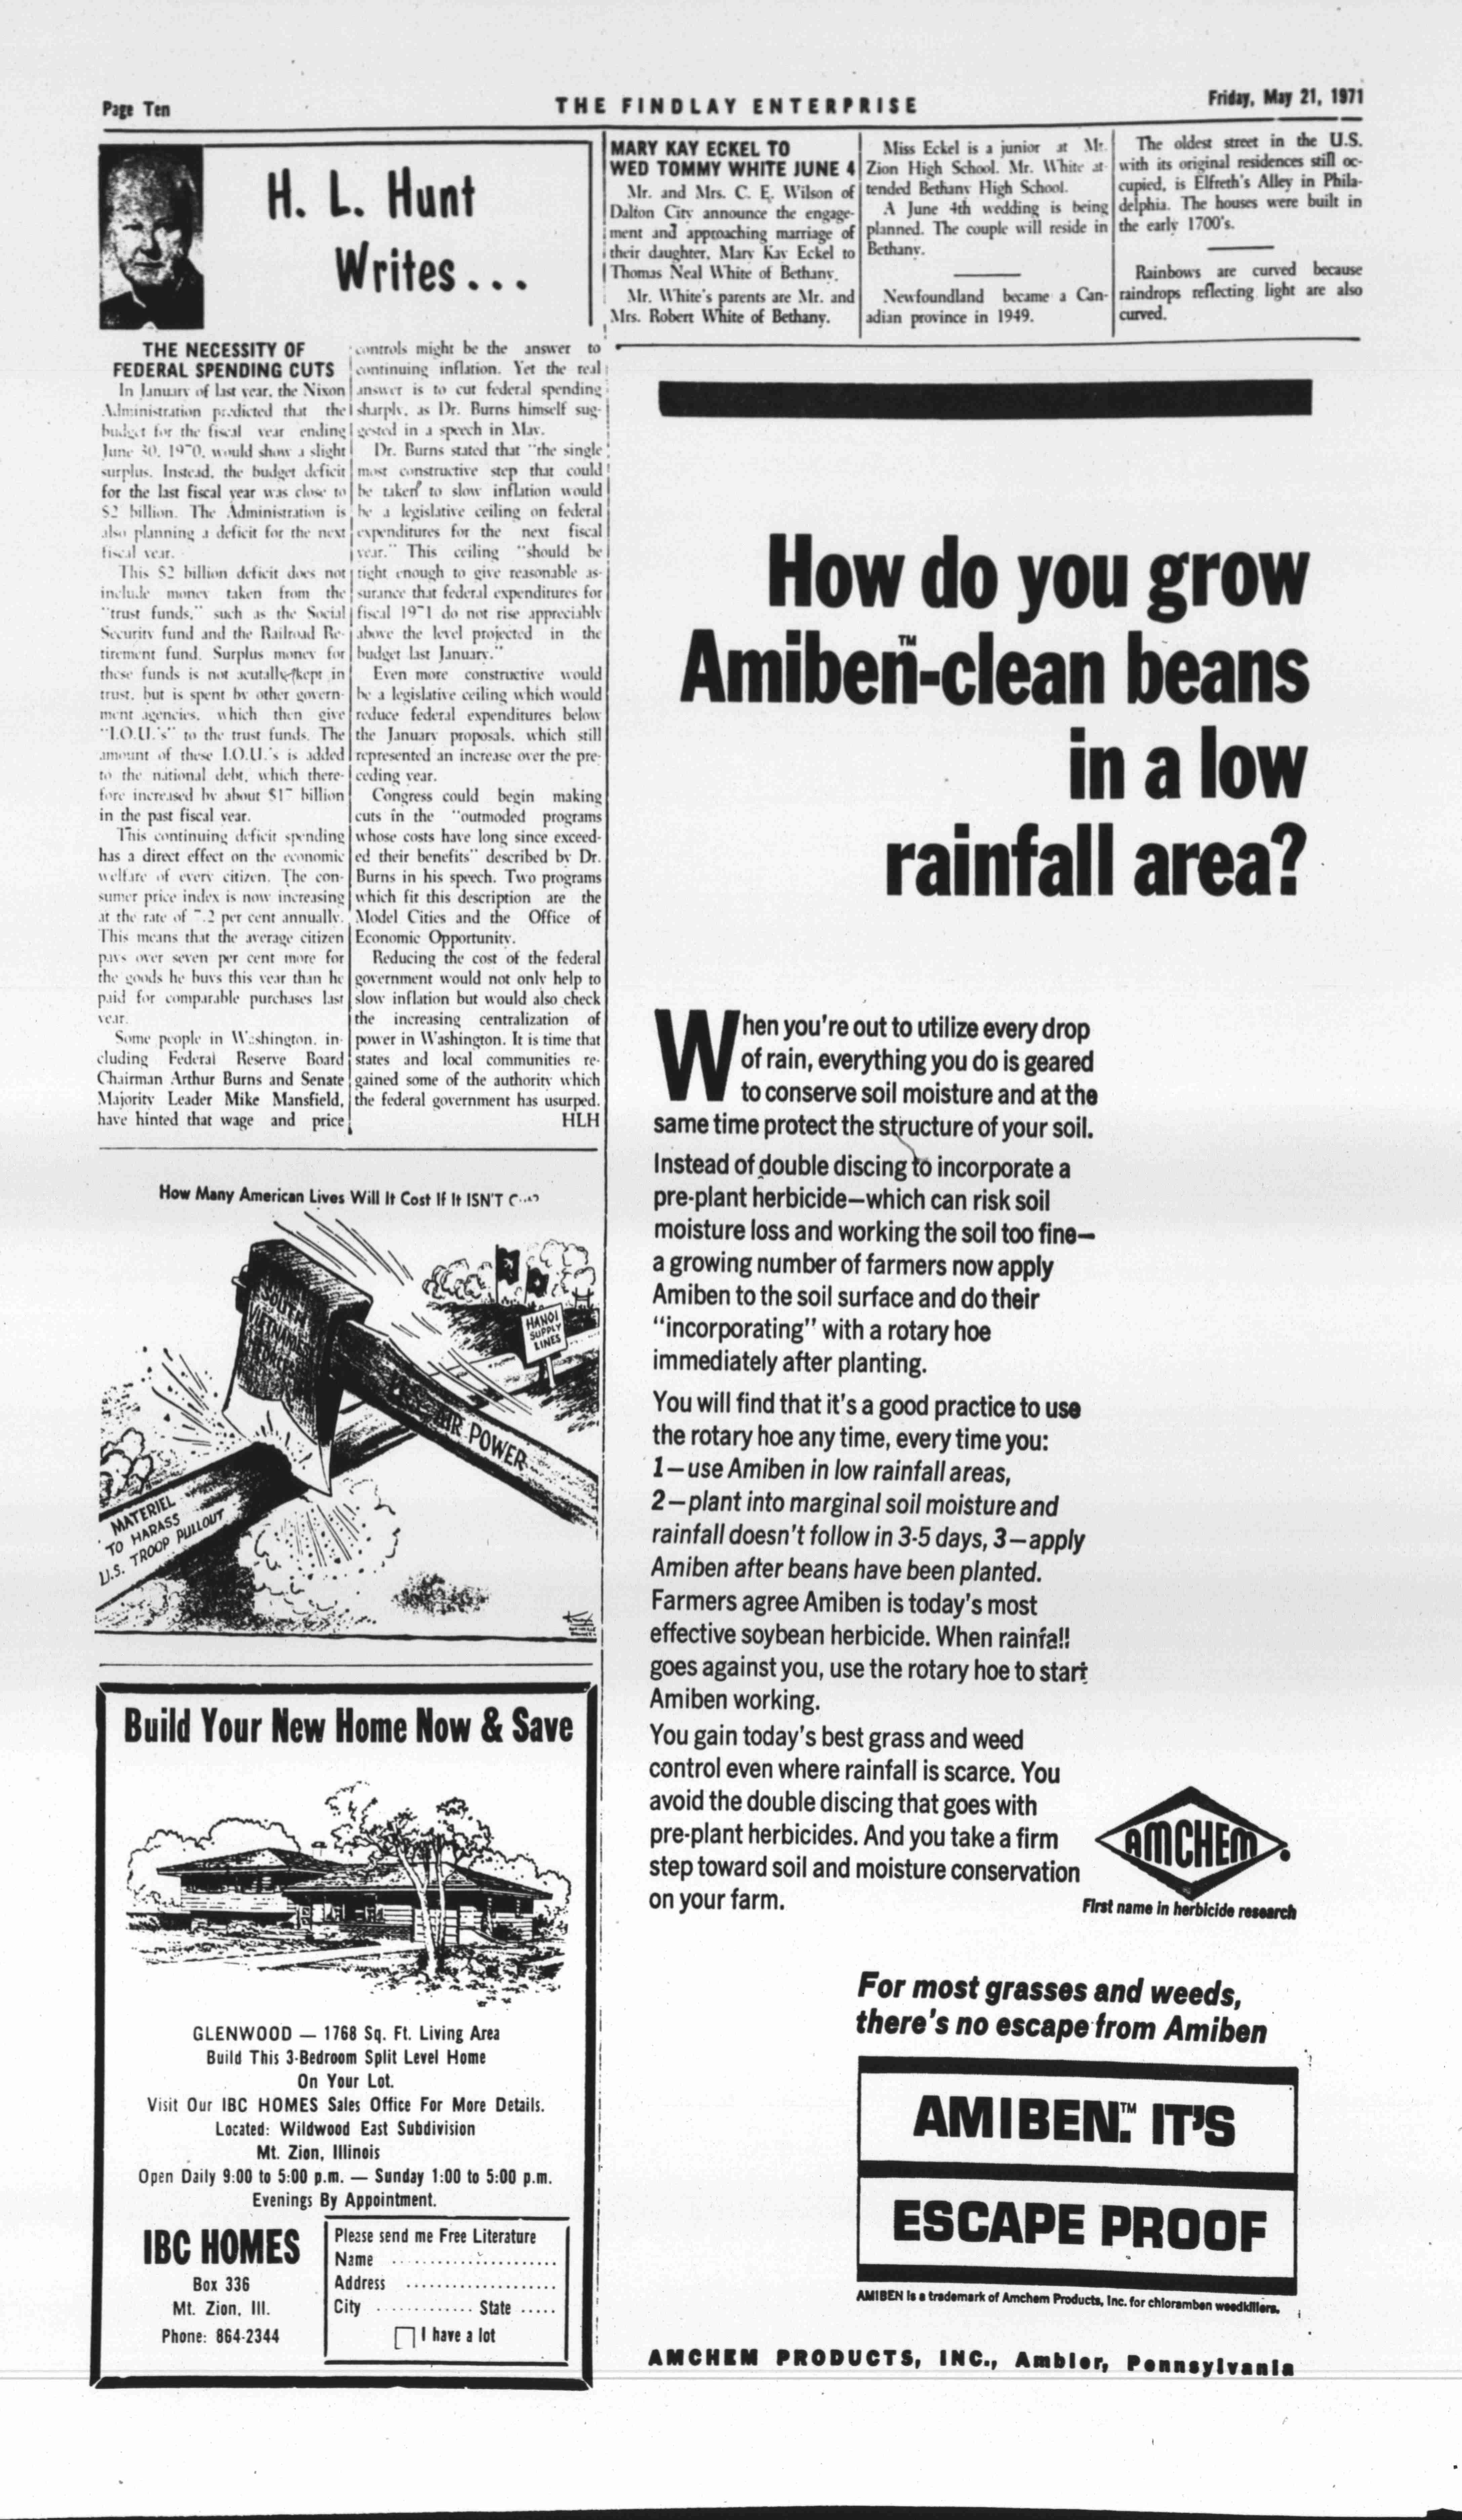 Page Ten
THE FINDLAY ENTERPRISE
Friday, May 21, 1971
H. L. Hunt
Writes...
THE NECESSITY OF
FEDERAL SPENDING CUTS
In January of last year, the Nixon
Administration predicted that the
budget for the fiscal year ending
June 30, 1970, would show a slight
surplus. Instead, the budget deficit
for the last fiscal year was close to
$2 billion. The Administration is
also planning a deficit for the next
fiscal year.
This $2 billion deficit does not
include money taken from the
"trust funds," such as the Social
Security fund and the Railroad Re-
tirement fund. Surplus money for
these funds is not acutally kept in
trust, but is spent by other govern-
ment agencies, which then give
"I.O.U.'s" to the trust funds. The
amount of these I.O.U.'s is added
to the national debt, which there-
fore increased by about $17 billion
in the past fiscal year.
This continuing deficit spending
has a direct effect on the economic
welfare of every citizen. The con-
sumer price index is now increasing
at the rate of 7.2 per cent annually.
This means that the average citizen
pays over seven per cent more for
the goods he buys this year than he
paid for comparable purchases last
year.
Some people in Washington, in-
cluding Federal Reserve Board
Chairman Arthur Burns and Senate
Majority Leader Mike Mansfield,
have hinted that wage and price
controls might be the answer to
continuing inflation. Yet the real
answer is to cut federal spending
sharply, as Dr. Burns himself sug-
gested in a speech in May.
Dr. Burns stated that "the single
most constructive step that could
be taken to slow inflation would
be a legislative ceiling on federal
expenditures for the next fiscal
year." This ceiling "should be
tight enough to give reasonable as-
surance that federal expenditures for
fiscal 1971 do not rise appreciably
above the level projected in the
budget last January."
Even more constructive would
be a legislative ceiling which would
reduce federal expenditures below
the January proposals, which still
represented an increase over the pre-
ceding year.
Congress could begin making
cuts in the "outmoded programs
whose costs have long since exceed-
ed their benefits" described by Dr.
Burns in his speech. Two programs
which fit this description are the
Model Cities and the Office of
Economic Opportunity.
Reducing the cost of the federal
government would not only help to
slow inflation but would also check
the increasing centralization of
power in Washington. It is time that
states and local communities re-
gained some of the authority which
the federal government has usurped.
HLH
How Many American Lives Will It Cost If It ISN'T
SOUTH
VIETNAMESE
HANOI
SUPPLY
LINES
AIR POWER
MATERIEL
TO HARASS
U.S. TROOP PULLOUT
Build Your New Home Now & Save
GLENWOOD — 1768 Sq. Ft. Living Area
Build This 3-Bedroom Split Level Home
On Your Lot.
Visit Our IBC HOMES Sales Office For More Details.
Located: Wildwood East Subdivision
Mt. Zion, Illinois
Open Daily 9:00 to 5:00 p.m. — Sunday 1:00 to 5:00 p.m.
Evenings By Appointment.
IBC HOMES
Box 336
Mt. Zion, Ill.
Phone: 864-2344
Please send me Free Literature
Name ....................
Address ....................
City ............. State .....
I have a lot
MARY KAY ECKEL TO
WED TOMMY WHITE JUNE 4
Mr. and Mrs. C. E. Wilson of
Dalton City announce the engage-
ment and approaching marriage of
their daughter, Mary Kay Eckel to
Thomas Neal White of Bethany.
Mr. White's parents are Mr. and
Mrs. Robert White of Bethany.
Miss Eckel is a junior at Mt.
Zion High School. Mr. White at-
tended Bethany High School.
A June 4th wedding is being
planned. The couple will reside in
Bethany.
Newfoundland became a Can-
adian province in 1949.
The oldest street in the U.S.
with its original residences still oc-
cupied, is Elfreth's Alley in Phila-
delphia. The houses were built in
the early 1700's.
Rainbows are curved because
raindrops reflecting light are also
curved.
How do you grow
Amiben™-clean beans
in a low
rainfall area?
When you're out to utilize every drop
of rain, everything you do is geared
to conserve soil moisture and at the
same time protect the structure of your soil.
Instead of double discing to incorporate a
pre-plant herbicide—which can risk soil
moisture loss and working the soil too fine—
a growing number of farmers now apply
Amiben to the soil surface and do their
"incorporating" with a rotary hoe
immediately after planting.
You will find that it's a good practice to use
the rotary hoe any time, every time you:
1—use Amiben in low rainfall areas,
2—plant into marginal soil moisture and
rainfall doesn't follow in 3-5 days, 3—apply
Amiben after beans have been planted.
Farmers agree Amiben is today's most
effective soybean herbicide. When rainfall
goes against you, use the rotary hoe to start
Amiben working.
You gain today's best grass and weed
control even where rainfall is scarce. You
avoid the double discing that goes with
pre-plant herbicides. And you take a firm
step toward soil and moisture conservation
on your farm.
AMCHEM
First name in herbicide research
For most grasses and weeds,
there's no escape from Amiben
AMIBEN.™ IT'S
ESCAPE PROOF
AMIBEN is a trademark of Amchem Products, Inc. for chloramben weedkillers.
AMCHEM PRODUCTS, INC., Ambler, Pennsylvania